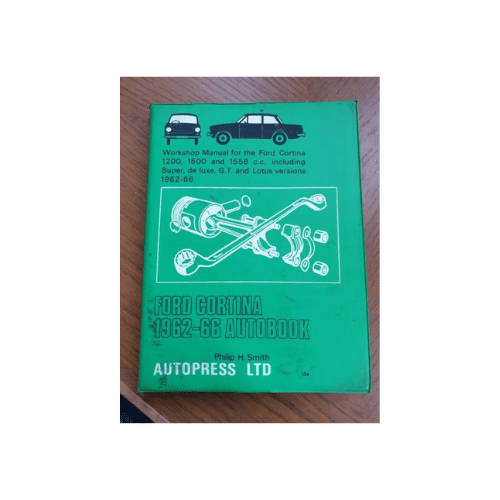 Workshop Manual for the Ford Cortina
1200, 1500 and 1558 c.c. including
Super, de luxe, G.T. and Lotus versions
1962-66
FORD CORTINA
1962-66 AUTOBOOK
Philip H. Smith
AUTOPRESS LTD